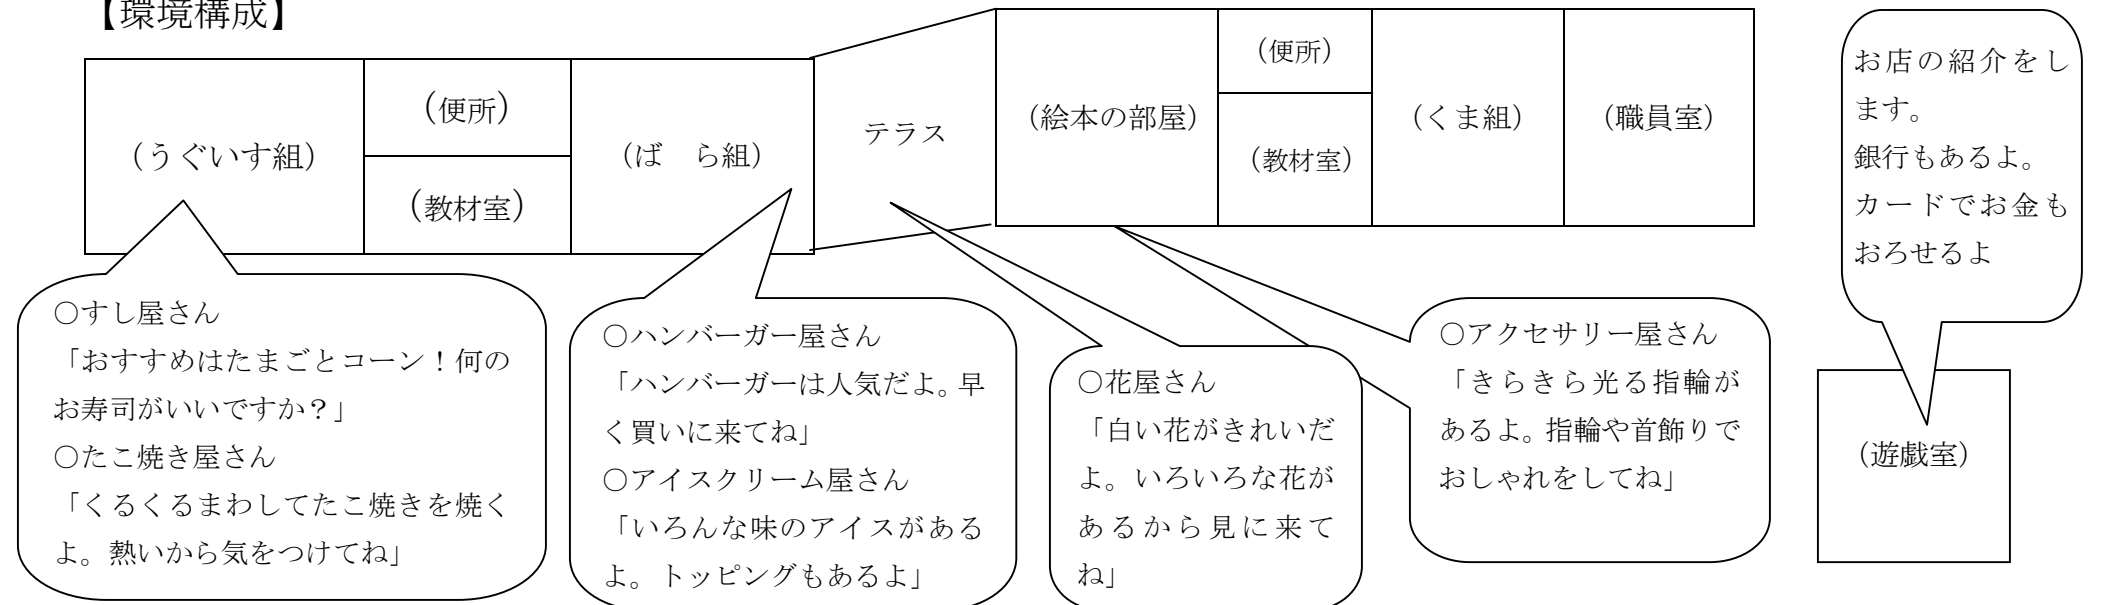 【環境構成】
(うぐいす組)
(便所)
(教材室)
(ば　ら組)
テラス
(絵本の部屋)
(便所)
(教材室)
(くま組)
(職員室)
お店の紹介をし
ます。
銀行もあるよ。
カードでお金も
おろせるよ
(遊戯室)
○すし屋さん
「おすすめはたまごとコーン！何の
お寿司がいいですか？」
○たこ焼き屋さん
「くるくるまわしてたこ焼きを焼く
よ。熱いから気をつけてね」
○ハンバーガー屋さん
「ハンバーガーは人気だよ。早
く買いに来てね」
○アイスクリーム屋さん
「いろんな味のアイスがある
よ。トッピングもあるよ」
○花屋さん
「白い花がきれいだ
よ。いろいろな花が
あるから見に来て
ね」
○アクセサリー屋さん
「きらきら光る指輪が
あるよ。指輪や首飾りで
おしゃれをしてね」